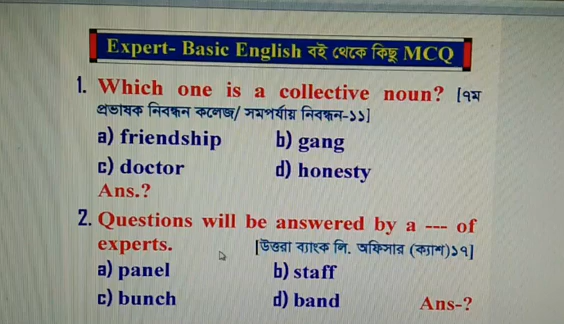 Expert- Basic English বই থেকে কিছু MCQ
1. Which one is a collective noun? [৭ম
প্রভাষক নিবন্ধন কলেজ/ সমপর্যায় নিবন্ধন-১১]
a) friendship b) gang
c) doctor d) honesty
Ans.?
2. Questions will be answered by a --- of
experts. [উত্তরা ব্যাংক লি. অফিসার (ক্যাশ)১৭]
a) panel b) staff
c) bunch d) band Ans-?